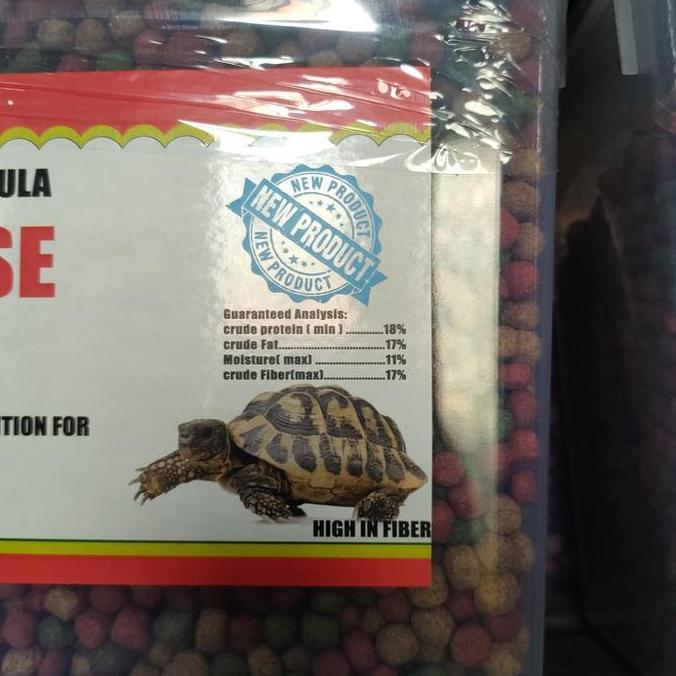 ULA
SE
NEW PRODUCT
NEW PRODUCT
NEW PRODUCT
Guaranteed Analysis:
crude protein ( min ).............18%
crude Fat......................................17%
Moisture( max) ........................11%
crude Fiber(max).....................17%
TION FOR
HIGH IN FIBER